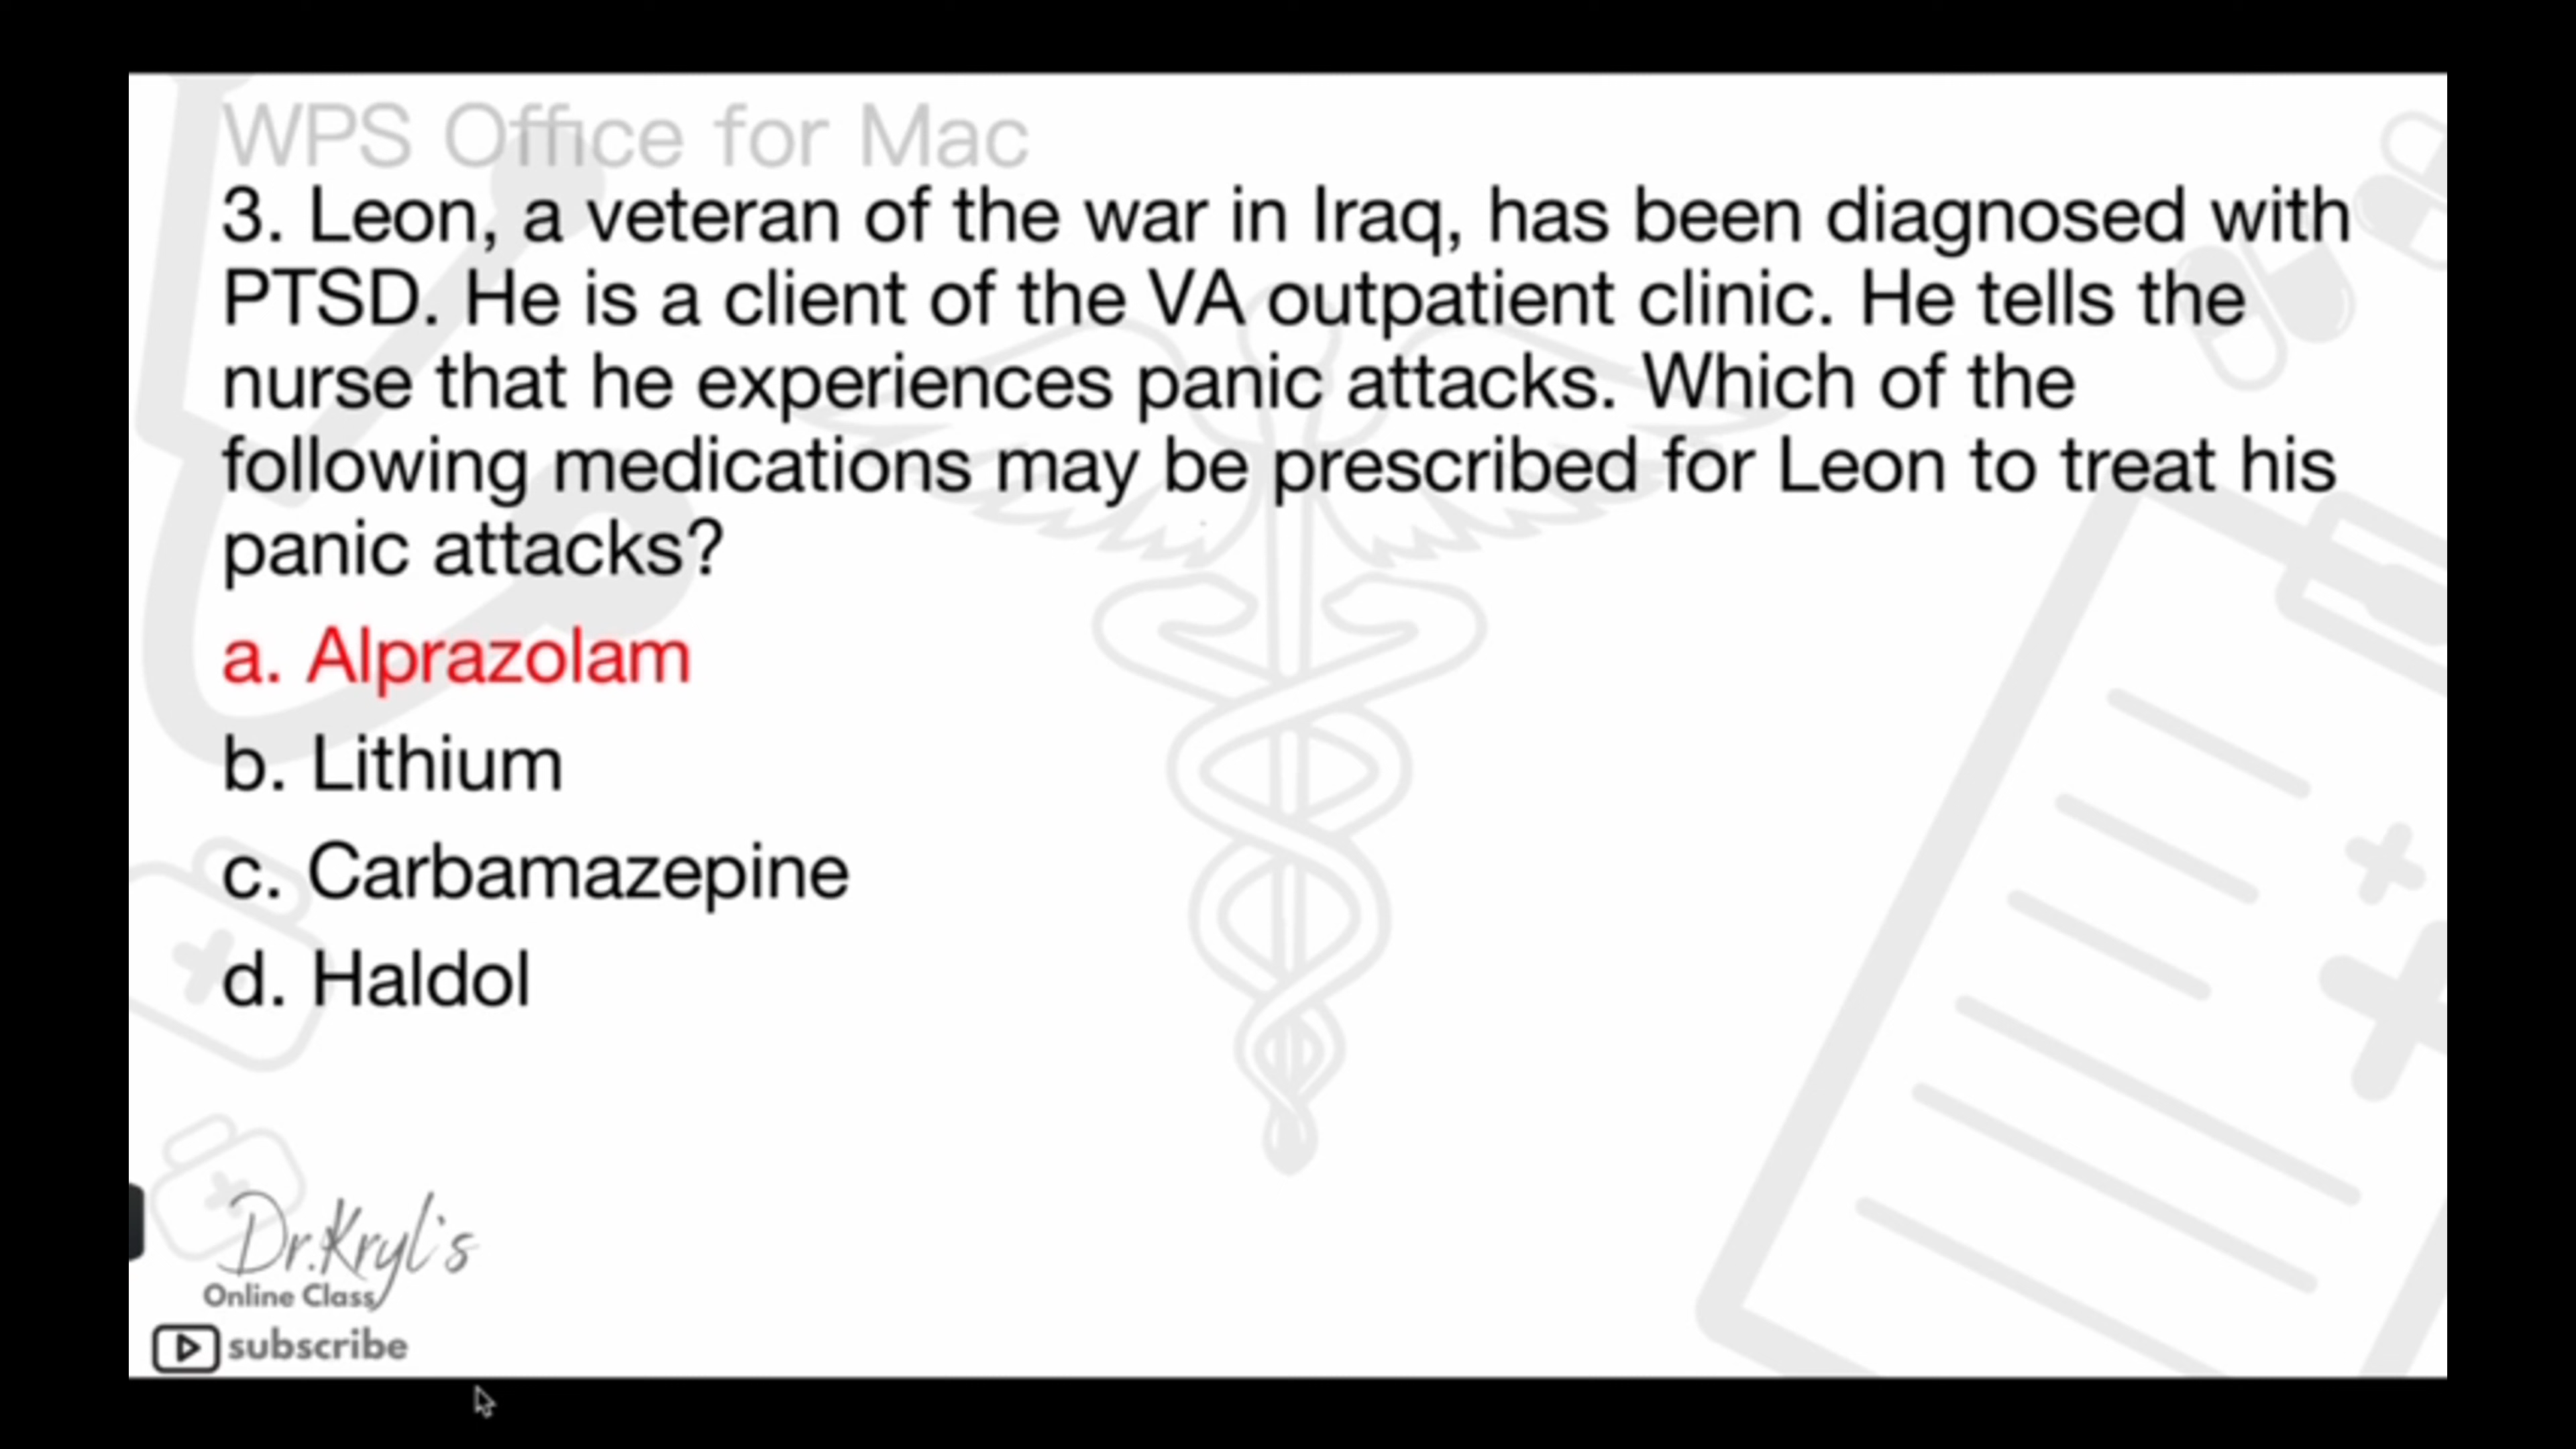 WPS Office for Mac
3. Leon, a veteran of the war in Iraq, has been diagnosed with
PTSD. He is a client of the VA outpatient clinic. He tells the
nurse that he experiences panic attacks. Which of the
following medications may be prescribed for Leon to treat his
panic attacks?
a. Alprazolam
b. Lithium
c. Carbamazepine
d. Haldol
Dr.Kryl's
Online Class
subscribe